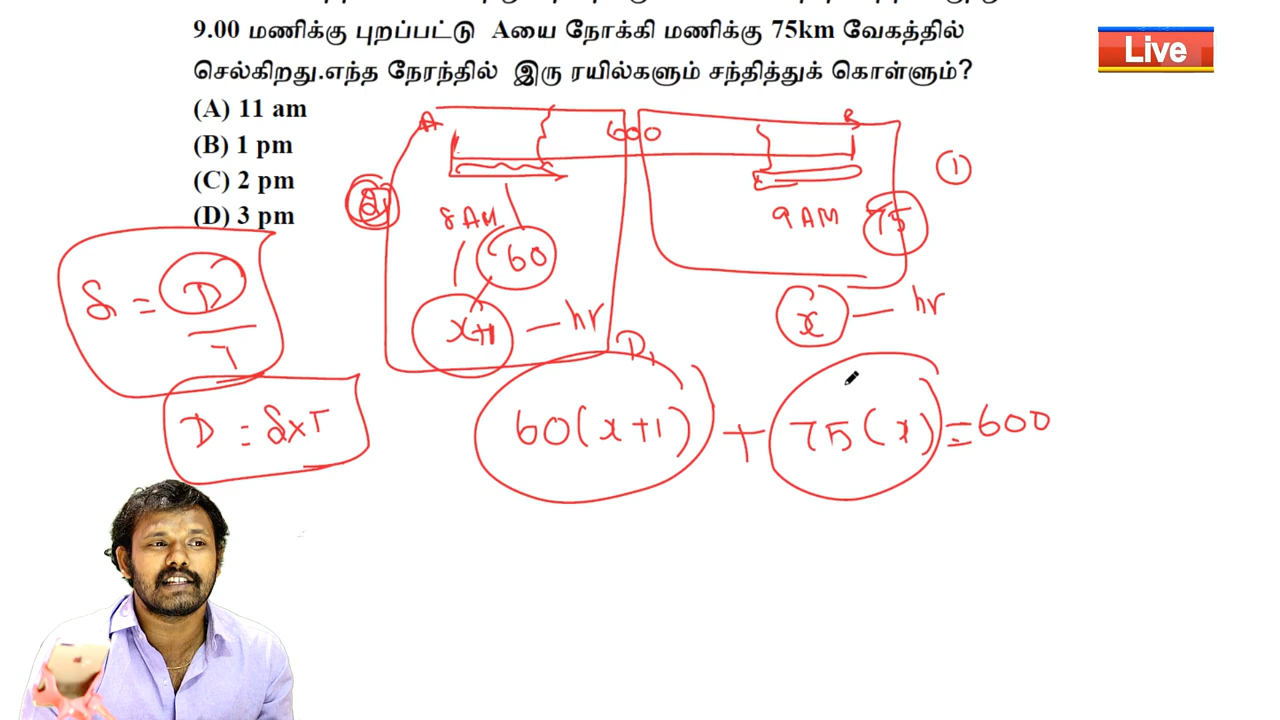 9.00 மணிக்கு புறப்பட்டு Aயை நோக்கி மணிக்கு 75km வேகத்தில்
Live
செல்கிறது.எந்த நேரந்தில் இரு ரயில்களும் சந்தித்துக் கொள்ளும்?
(A) 11 am
(B) 1 pm
(C) 2 pm
(D) 3 pm
A 600 B
①
8 AM 9 AM 75
60
x+1 — hr x — hr
S = D
T
D₁
D = S×T
60(x+1) + 75(x) = 600